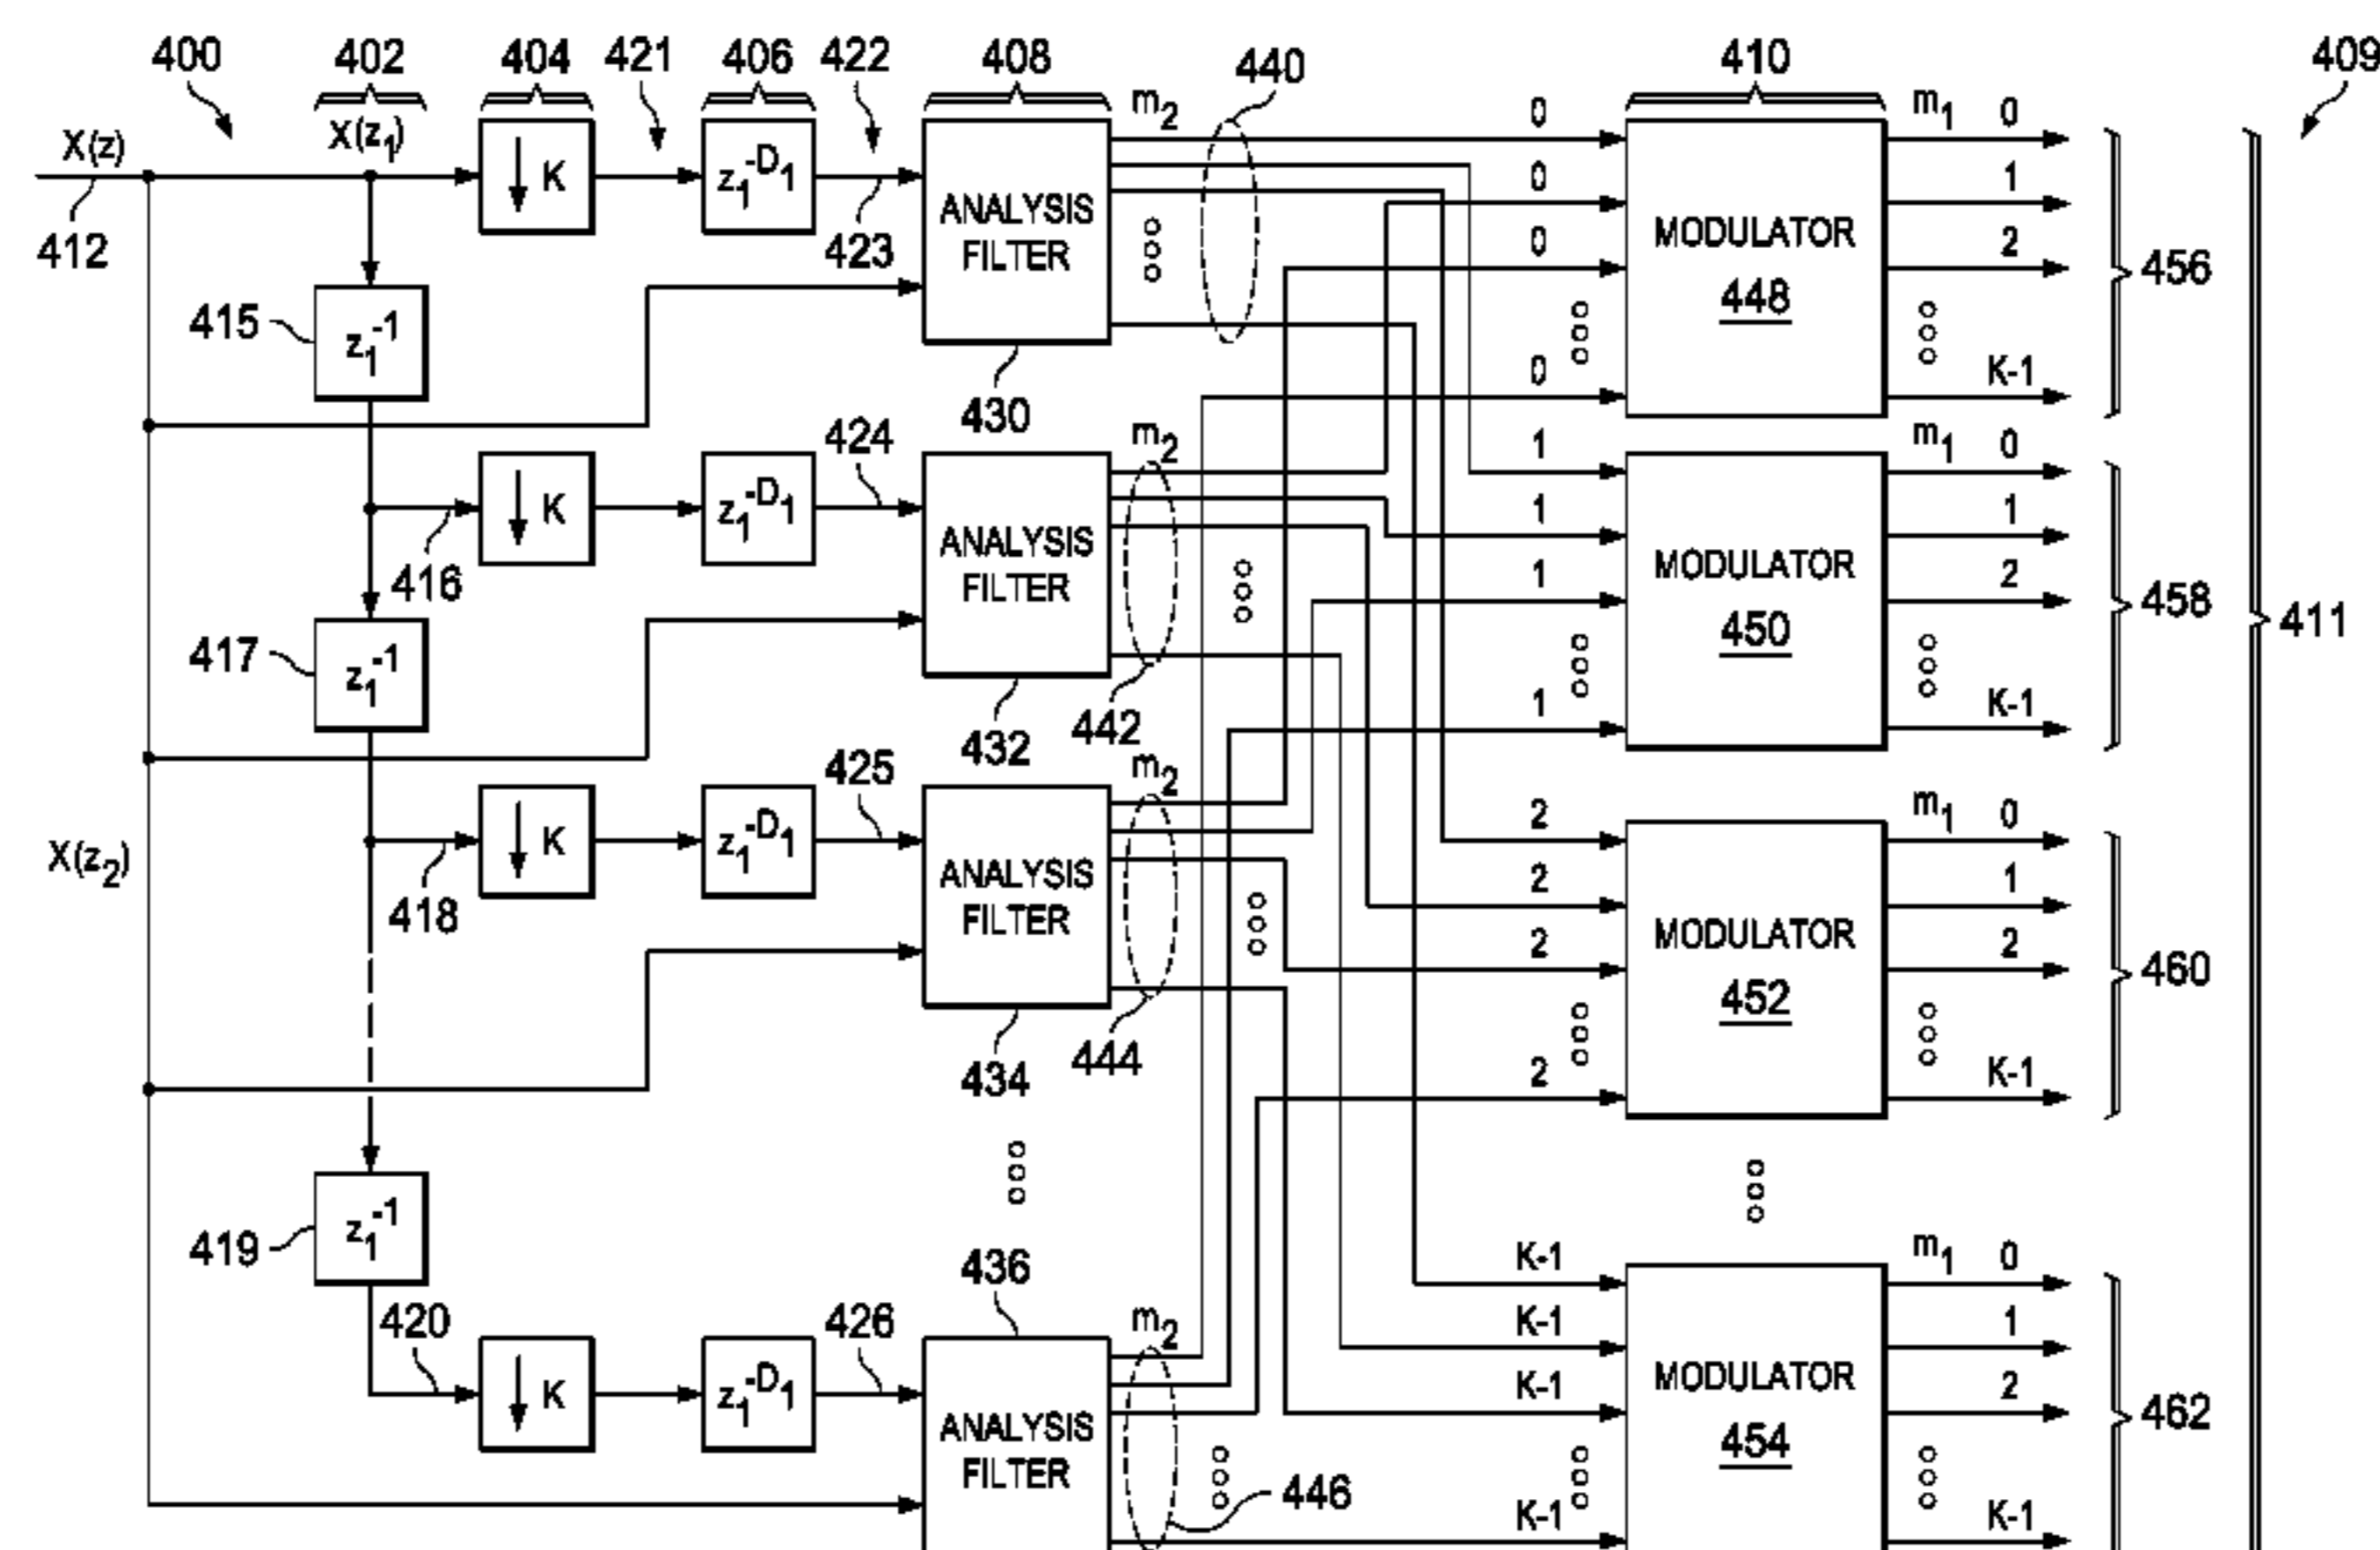 400 402 404 421 406 422 408 440 410 409
X(z) X(z1) m2 0 m1 0
↓ K z1^-D1 ANALYSIS FILTER 0 MODULATOR 448 1
412 423 0 2 456
415 z1^-1 0 K-1
430
424 m2 1 m1 0
↓ K z1^-D1 ANALYSIS FILTER 1 MODULATOR 450 1
416 1 2 458
411
417 z1^-1 442 1 K-1
432
425 m2 2 m1 0
X(z2) ↓ K z1^-D1 ANALYSIS FILTER 2 MODULATOR 452 1
418 2 2 460
434 444 2 K-1
419 z1^-1 436 K-1 m1 0
420 426 m2 K-1 1
↓ K z1^-D1 ANALYSIS FILTER K-1 MODULATOR 454 2 462
446 K-1 K-1